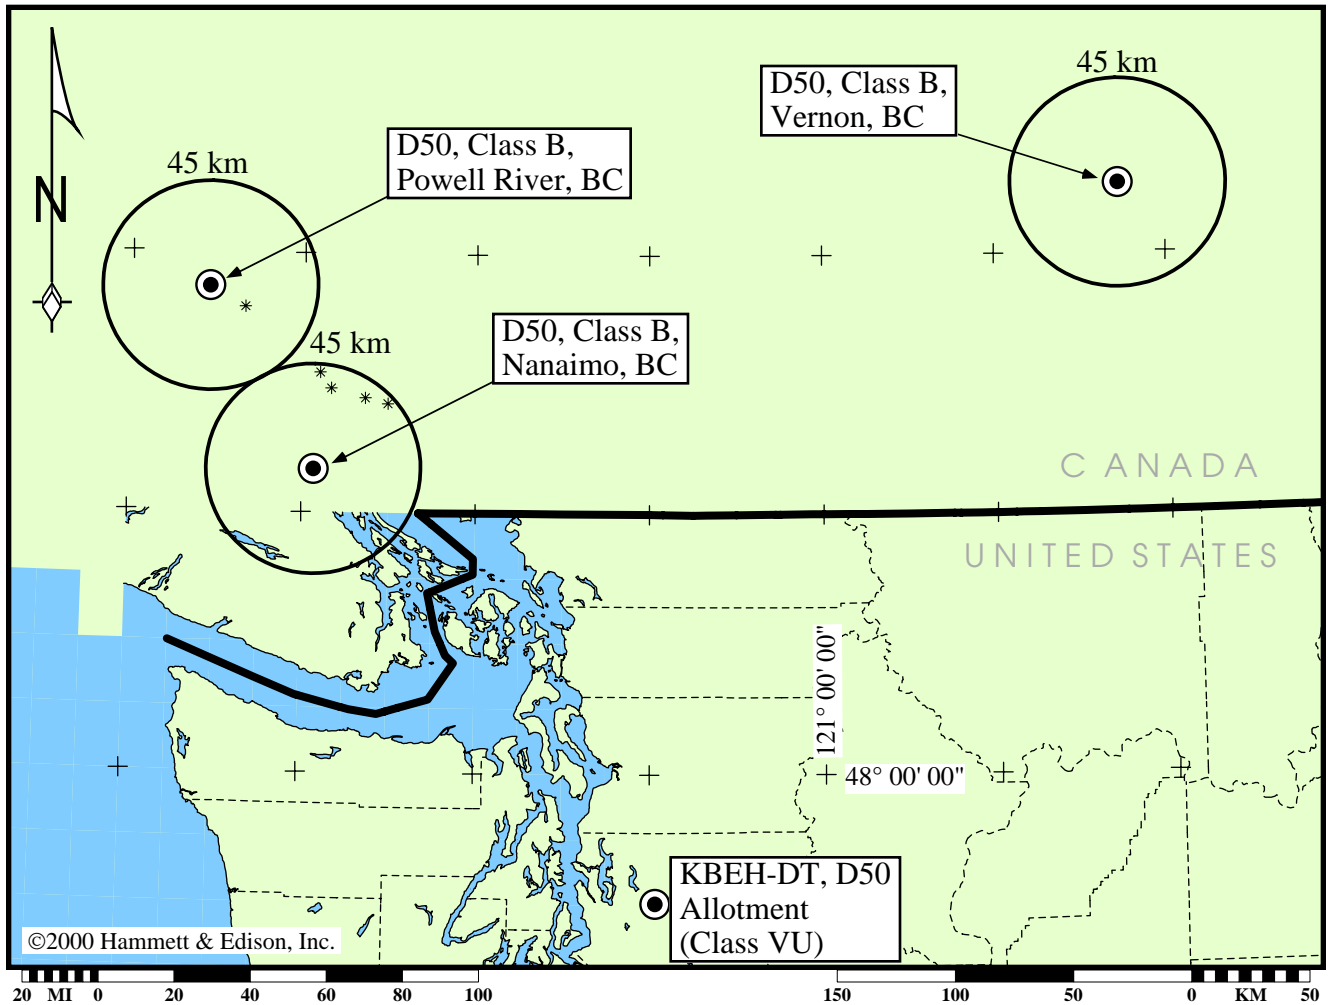 45 km
D50, Class B,
Vernon, BC
D50, Class B,
Powell River, BC
45 km
N
D50, Class B,
Nanaimo, BC
45 km
CANADA
UNITED STATES
121° 00' 00"
48° 00' 00"
KBEH-DT, D50
Allotment
(Class VU)
©2000 Hammett & Edison, Inc.
20 MI 0 20 40 60 80 100 150 100 50 0 KM 50